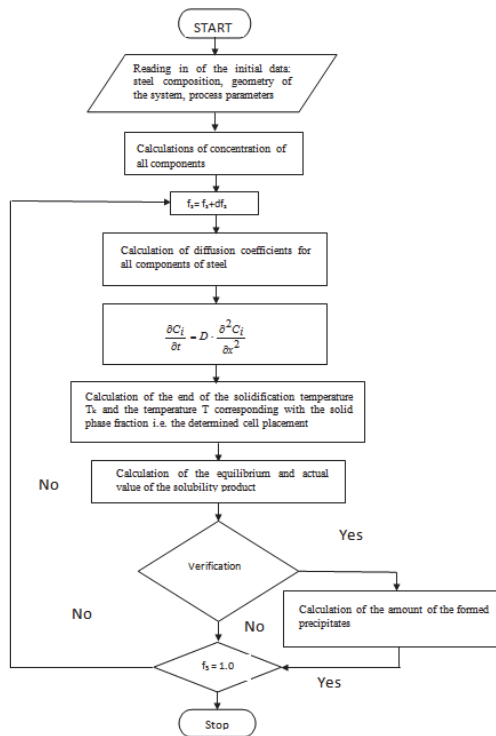 START
Reading in of the initial data:
steel composition, geometry of
the system, process parameters
Calculations of concentration of
all components
fₛ= fₛ+dfₛ
Calculation of diffusion coefficients for
all components of steel
∂Cᵢ/∂t = D · ∂²Cᵢ/∂x²
Calculation of the end of the solidification temperature
Tₖ and the temperature T corresponding with the solid
phase fraction i.e. the determined cell placement
Calculation of the equilibrium and actual
value of the solubility product
No
Yes
Verification
Calculation of the amount of the formed
precipitates
No
No
fₛ = 1.0
Yes
Stop